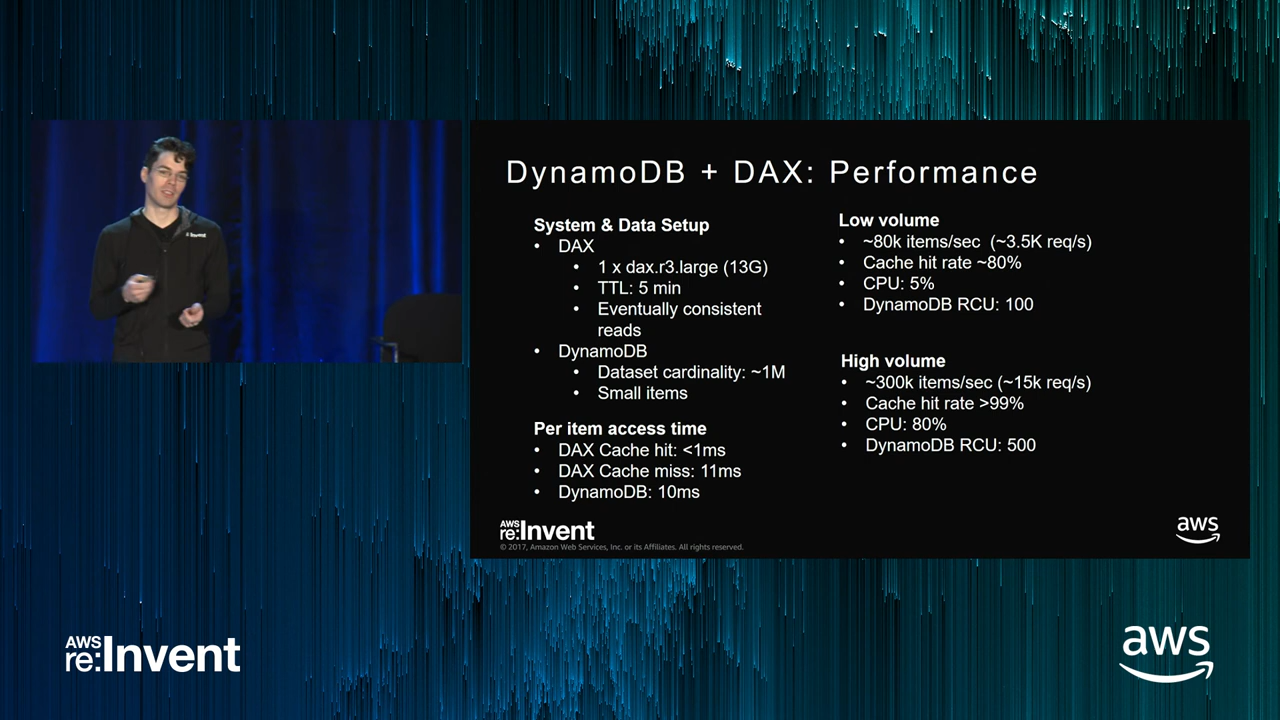 DynamoDB + DAX: Performance
System & Data Setup
• DAX
• 1 x dax.r3.large (13G)
• TTL: 5 min
• Eventually consistent
reads
• DynamoDB
• Dataset cardinality: ~1M
• Small items
Per item access time
• DAX Cache hit: <1ms
• DAX Cache miss: 11ms
• DynamoDB: 10ms
Low volume
• ~80k items/sec (~3.5K req/s)
• Cache hit rate ~80%
• CPU: 5%
• DynamoDB RCU: 100
High volume
• ~300k items/sec (~15k req/s)
• Cache hit rate >99%
• CPU: 80%
• DynamoDB RCU: 500
AWS
re:Invent
© 2017, Amazon Web Services, Inc. or its Affiliates. All rights reserved.
aws
AWS
re:Invent
aws